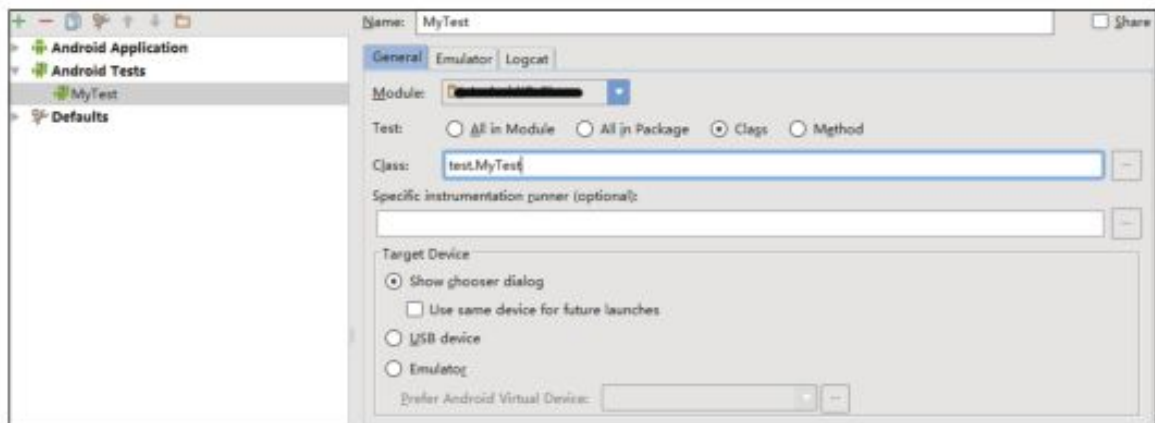 Name: MyTest Share
Android Application
Android Tests
MyTest
Defaults
General Emulator Logcat
Module:
Test: All in Module All in Package Class Method
Class: test.MyTest
Specific instrumentation runner (optional):
Target Device
Show chooser dialog
Use same device for future launches
USB device
Emulator
Prefer Android Virtual Device: